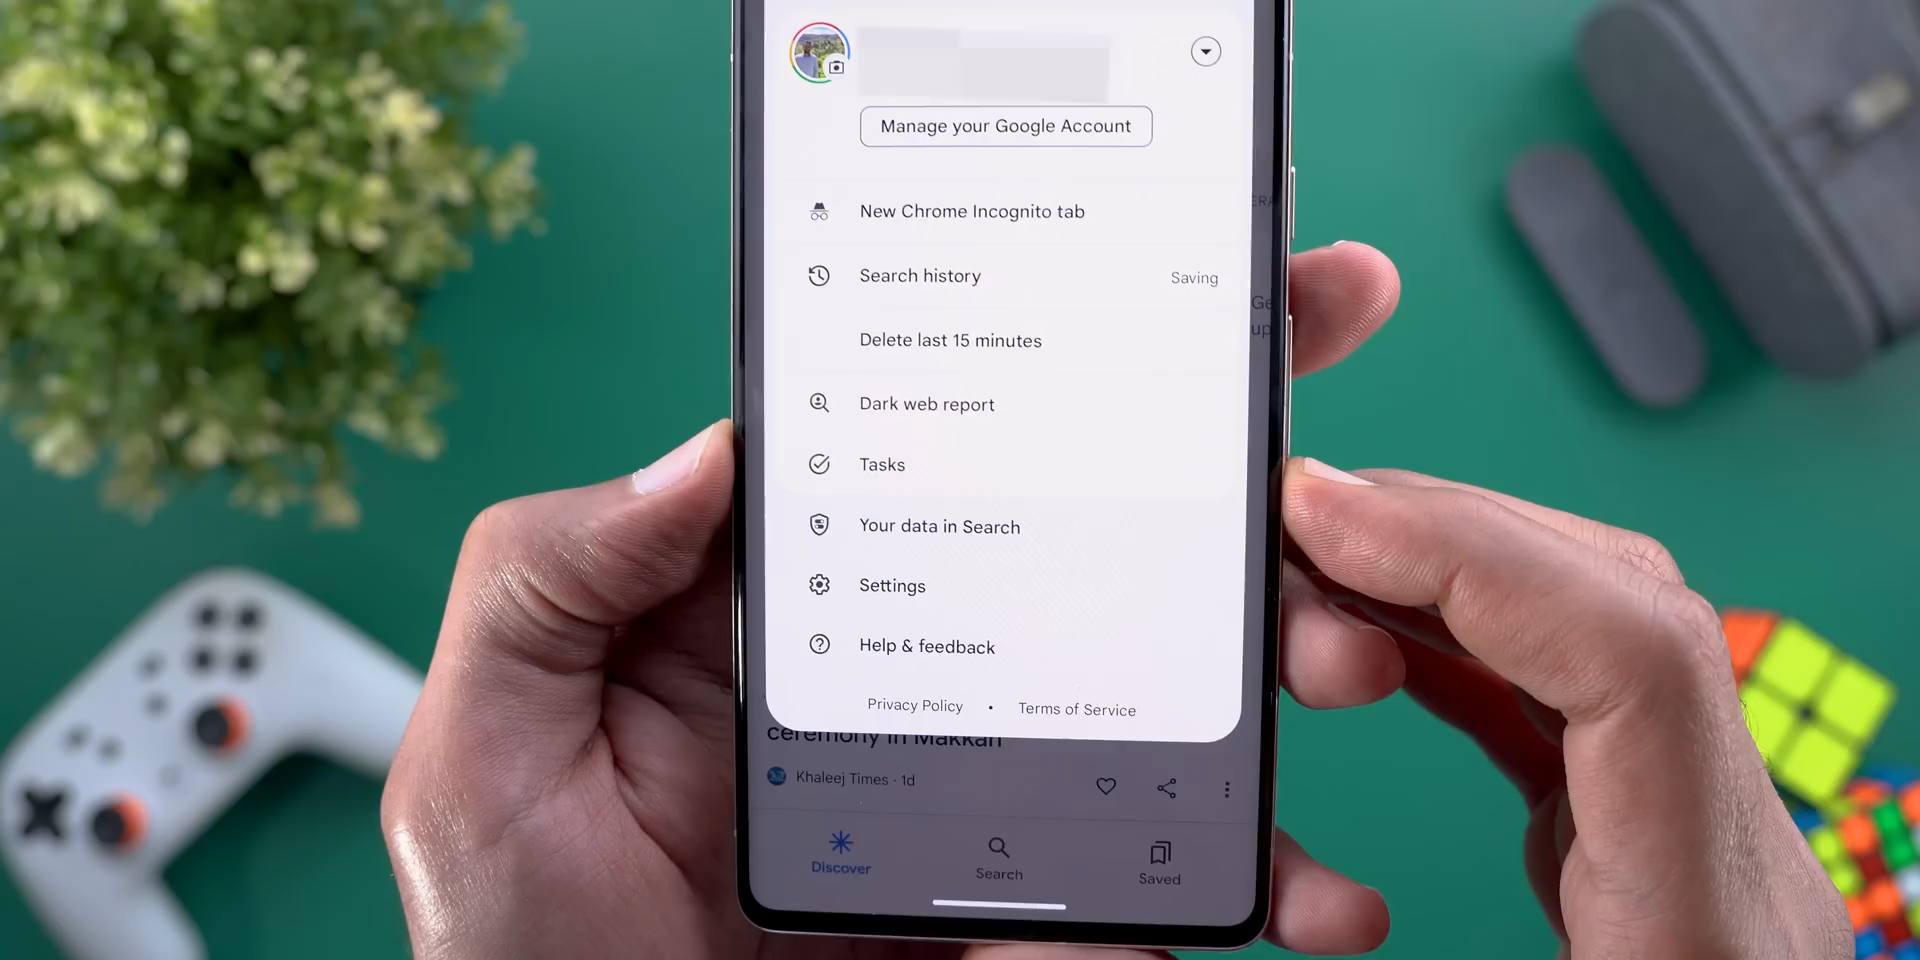 Manage your Google Account
New Chrome Incognito tab
Search history
Saving
Delete last 15 minutes
Dark web report
Tasks
Your data in Search
Settings
Help & feedback
Privacy Policy • Terms of Service
ceremony in Makkah
Khaleej Times · 1d
Discover
Search
Saved